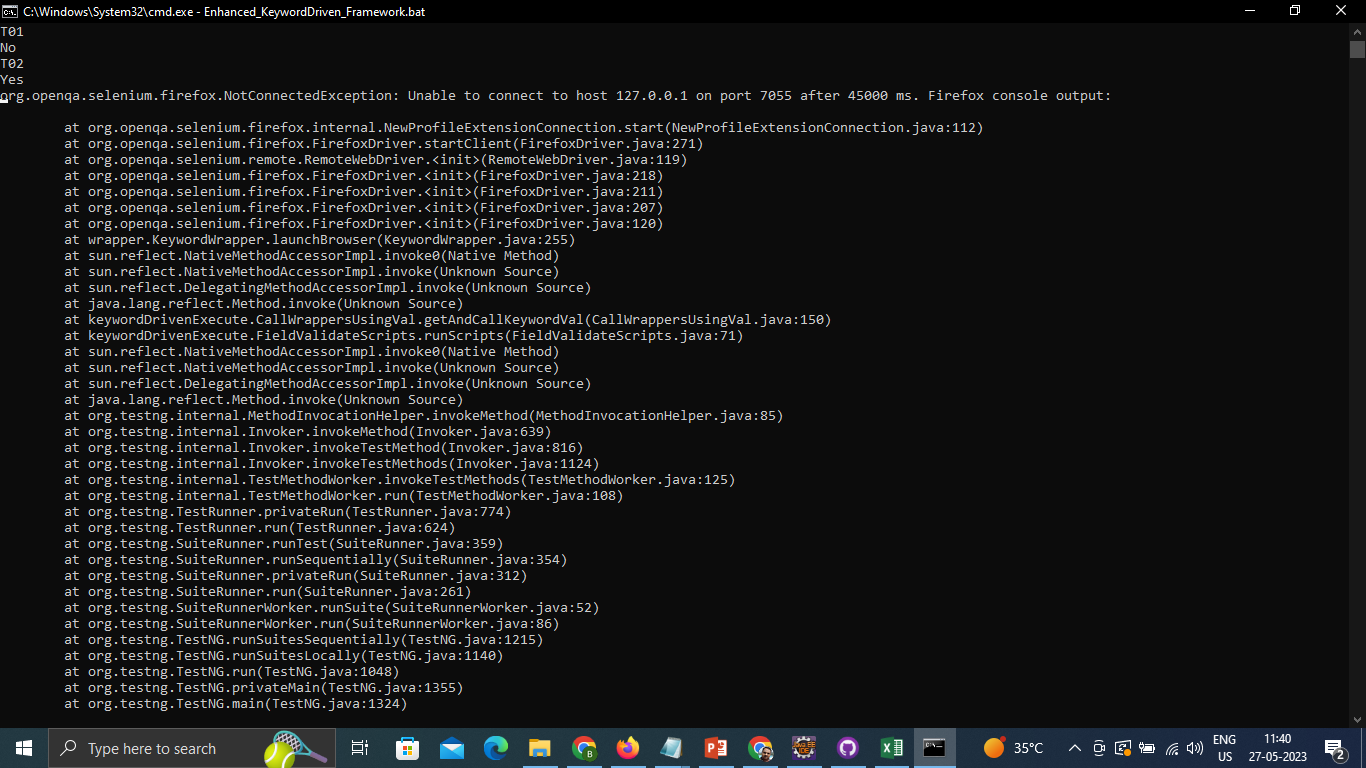 C:\Windows\System32\cmd.exe - Enhanced_KeywordDriven_Framework.bat
T01
No
T02
Yes
org.openqa.selenium.firefox.NotConnectedException: Unable to connect to host 127.0.0.1 on port 7055 after 45000 ms. Firefox console output:
at org.openqa.selenium.firefox.internal.NewProfileExtensionConnection.start(NewProfileExtensionConnection.java:112)
at org.openqa.selenium.firefox.FirefoxDriver.startClient(FirefoxDriver.java:271)
at org.openqa.selenium.remote.RemoteWebDriver.<init>(RemoteWebDriver.java:119)
at org.openqa.selenium.firefox.FirefoxDriver.<init>(FirefoxDriver.java:218)
at org.openqa.selenium.firefox.FirefoxDriver.<init>(FirefoxDriver.java:211)
at org.openqa.selenium.firefox.FirefoxDriver.<init>(FirefoxDriver.java:207)
at org.openqa.selenium.firefox.FirefoxDriver.<init>(FirefoxDriver.java:120)
at wrapper.KeywordWrapper.launchBrowser(KeywordWrapper.java:255)
at sun.reflect.NativeMethodAccessorImpl.invoke0(Native Method)
at sun.reflect.NativeMethodAccessorImpl.invoke(Unknown Source)
at sun.reflect.DelegatingMethodAccessorImpl.invoke(Unknown Source)
at java.lang.reflect.Method.invoke(Unknown Source)
at keywordDrivenExecute.CallWrappersUsingVal.getAndCallKeywordVal(CallWrappersUsingVal.java:150)
at keywordDrivenExecute.FieldValidateScripts.runScripts(FieldValidateScripts.java:71)
at sun.reflect.NativeMethodAccessorImpl.invoke0(Native Method)
at sun.reflect.NativeMethodAccessorImpl.invoke(Unknown Source)
at sun.reflect.DelegatingMethodAccessorImpl.invoke(Unknown Source)
at java.lang.reflect.Method.invoke(Unknown Source)
at org.testng.internal.MethodInvocationHelper.invokeMethod(MethodInvocationHelper.java:85)
at org.testng.internal.Invoker.invokeMethod(Invoker.java:639)
at org.testng.internal.Invoker.invokeTestMethod(Invoker.java:816)
at org.testng.internal.Invoker.invokeTestMethods(Invoker.java:1124)
at org.testng.internal.TestMethodWorker.invokeTestMethods(TestMethodWorker.java:125)
at org.testng.internal.TestMethodWorker.run(TestMethodWorker.java:108)
at org.testng.TestRunner.privateRun(TestRunner.java:774)
at org.testng.TestRunner.run(TestRunner.java:624)
at org.testng.SuiteRunner.runTest(SuiteRunner.java:359)
at org.testng.SuiteRunner.runSequentially(SuiteRunner.java:354)
at org.testng.SuiteRunner.privateRun(SuiteRunner.java:312)
at org.testng.SuiteRunner.run(SuiteRunner.java:261)
at org.testng.SuiteRunnerWorker.runSuite(SuiteRunnerWorker.java:52)
at org.testng.SuiteRunnerWorker.run(SuiteRunnerWorker.java:86)
at org.testng.TestNG.runSuitesSequentially(TestNG.java:1215)
at org.testng.TestNG.runSuitesLocally(TestNG.java:1140)
at org.testng.TestNG.run(TestNG.java:1048)
at org.testng.TestNG.privateMain(TestNG.java:1355)
at org.testng.TestNG.main(TestNG.java:1324)
Type here to search
35°C
ENG
US
11:40
27-05-2023
2